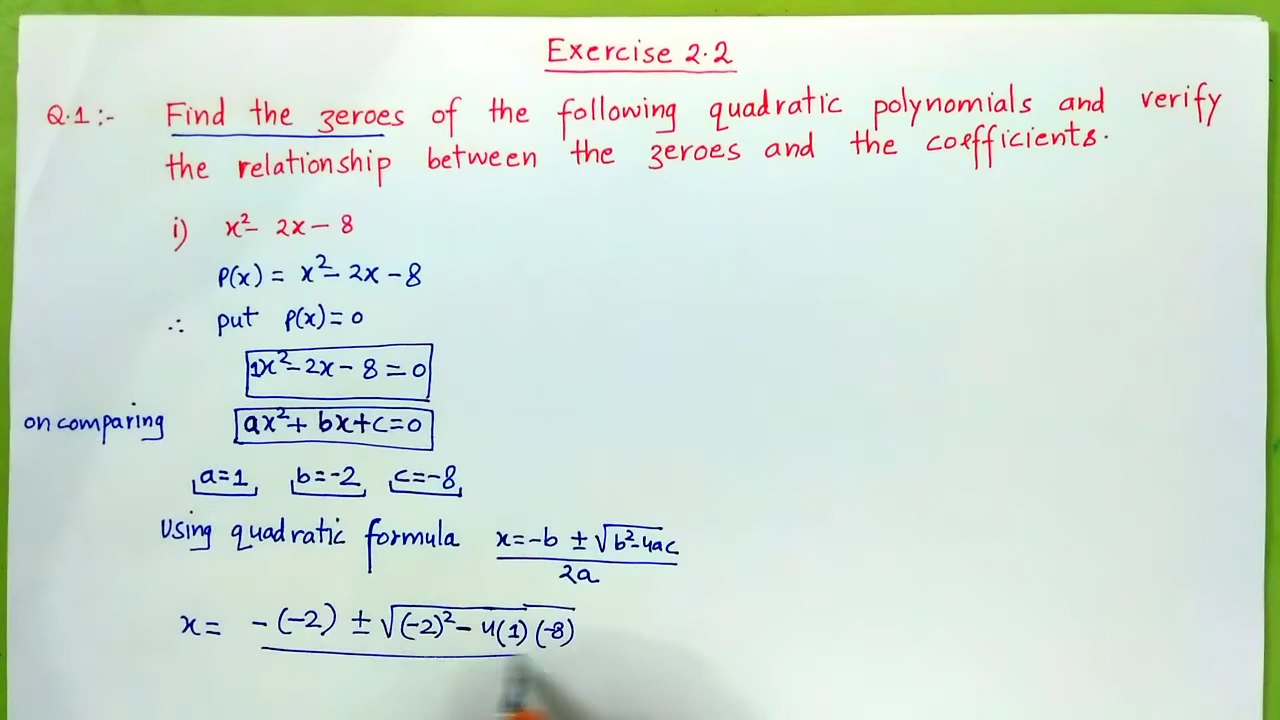 Exercise 2.2
Q.1:- Find the zeroes of the following quadratic polynomials and verify
the relationship between the zeroes and the coefficients.
i) x² - 2x - 8
P(x) = x² - 2x - 8
∴ put P(x) = 0
1x² - 2x - 8 = 0
on comparing ax² + bx + c = 0
a=1 b=-2 c=-8
Using quadratic formula x = -b ± √b²-4ac
2a
x = -(-2) ± √(-2)² - 4(1)(-8)